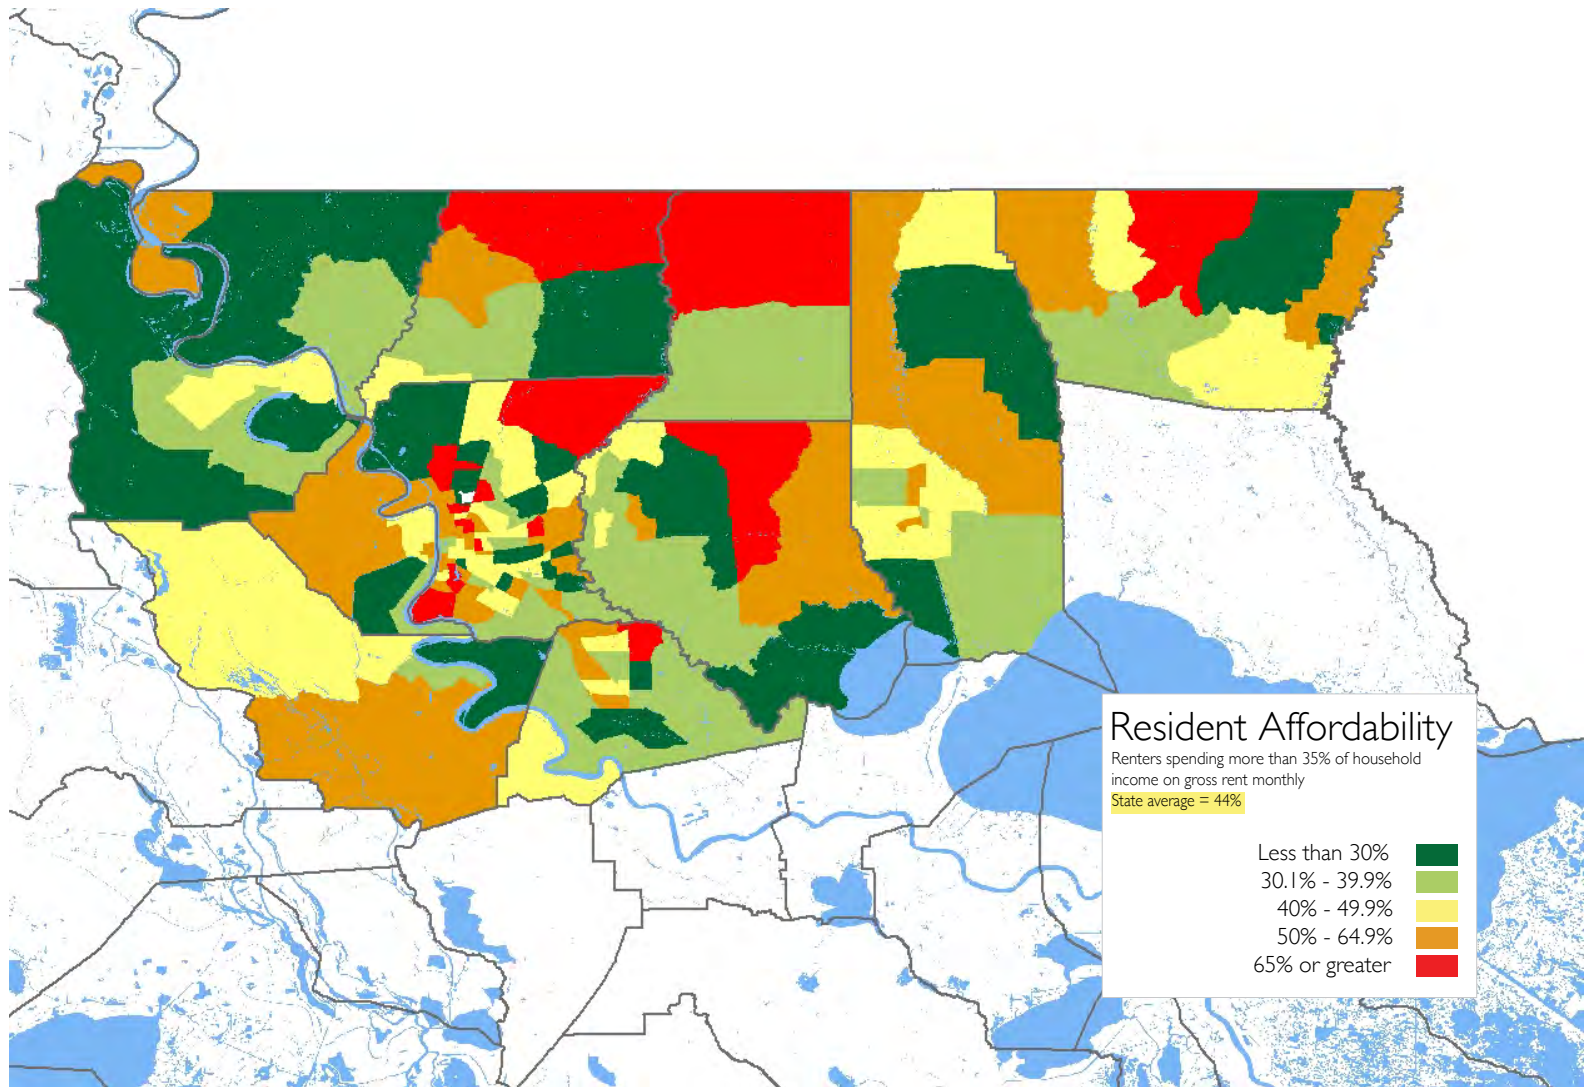 Resident Affordability
Renters spending more than 35% of household
income on gross rent monthly
State average = 44%
Less than 30%
30.1% - 39.9%
40% - 49.9%
50% - 64.9%
65% or greater